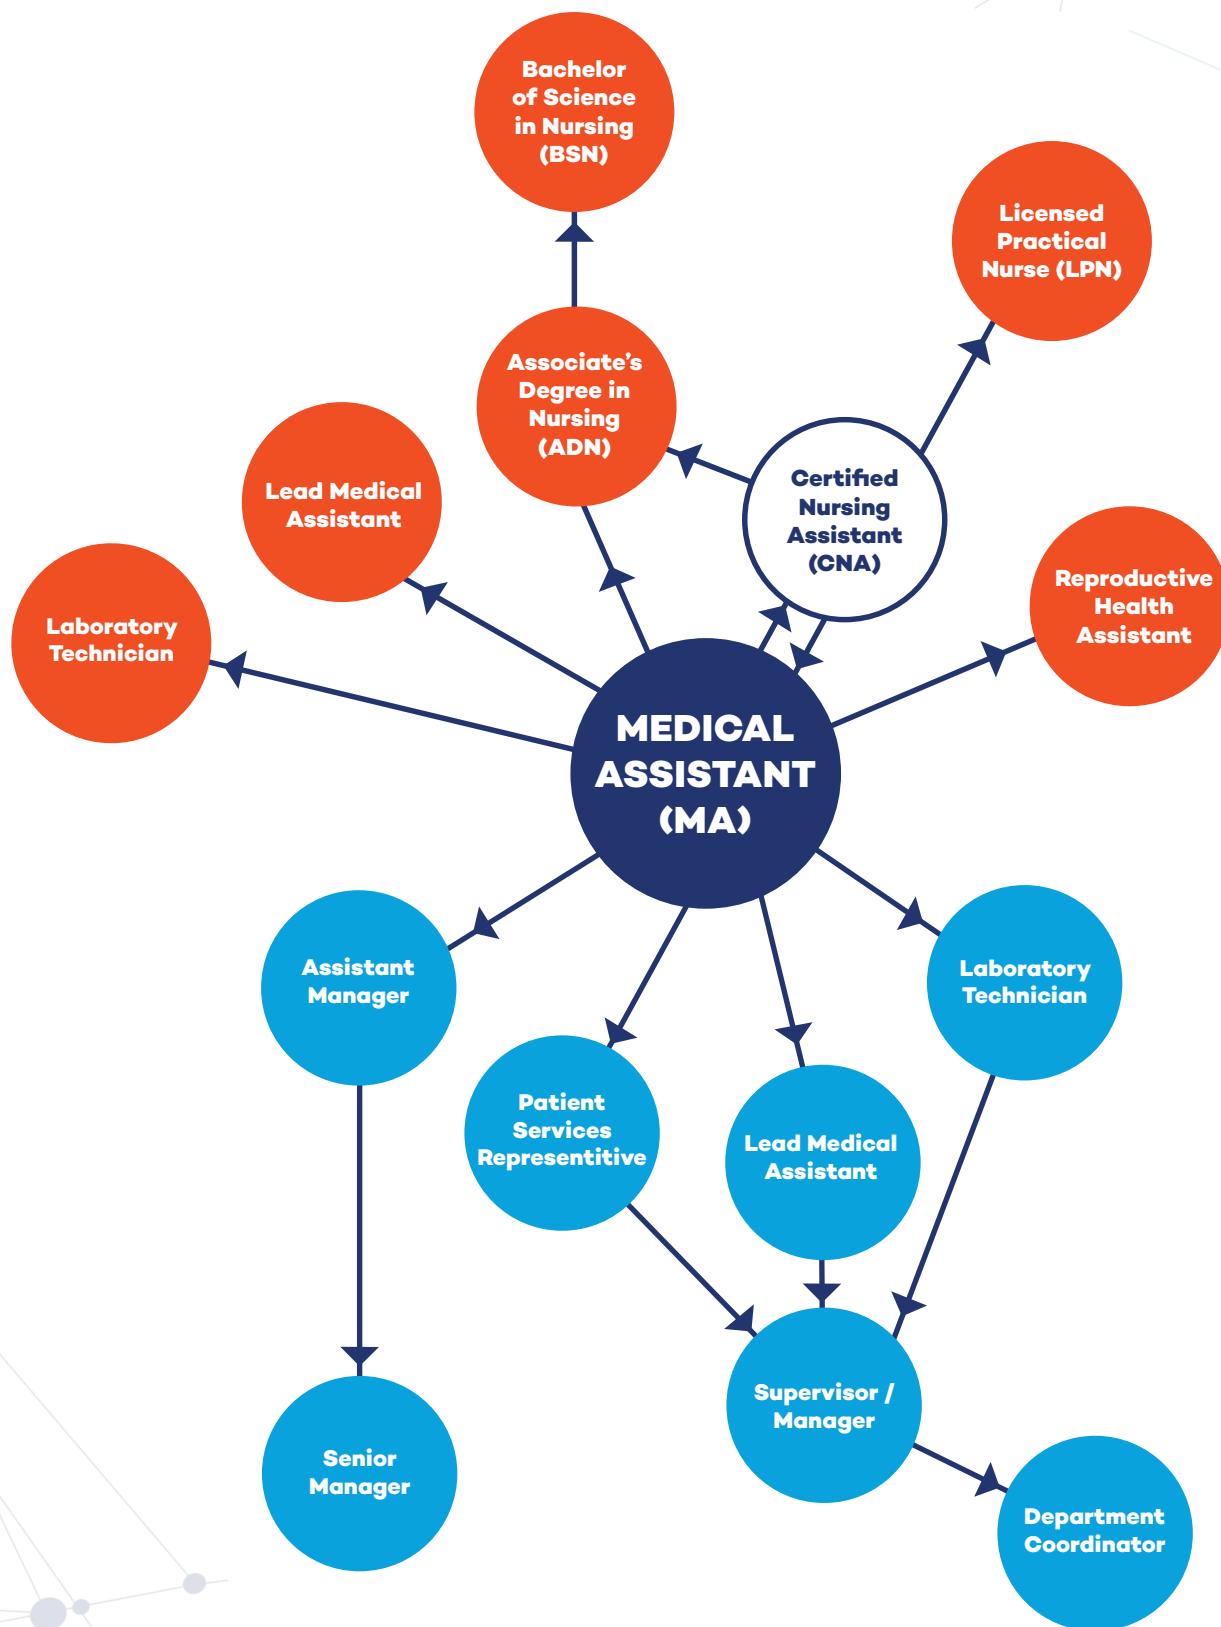 Bachelor
of Science
in Nursing
(BSN)
Licensed
Practical
Nurse (LPN)
Associate's
Degree in
Nursing
(ADN)
Certified
Nursing
Assistant
(CNA)
Lead Medical
Assistant
Reproductive
Health
Assistant
Laboratory
Technician
MEDICAL
ASSISTANT
(MA)
Assistant
Manager
Laboratory
Technician
Patient
Services
Representitive
Lead Medical
Assistant
Supervisor /
Manager
Senior
Manager
Department
Coordinator